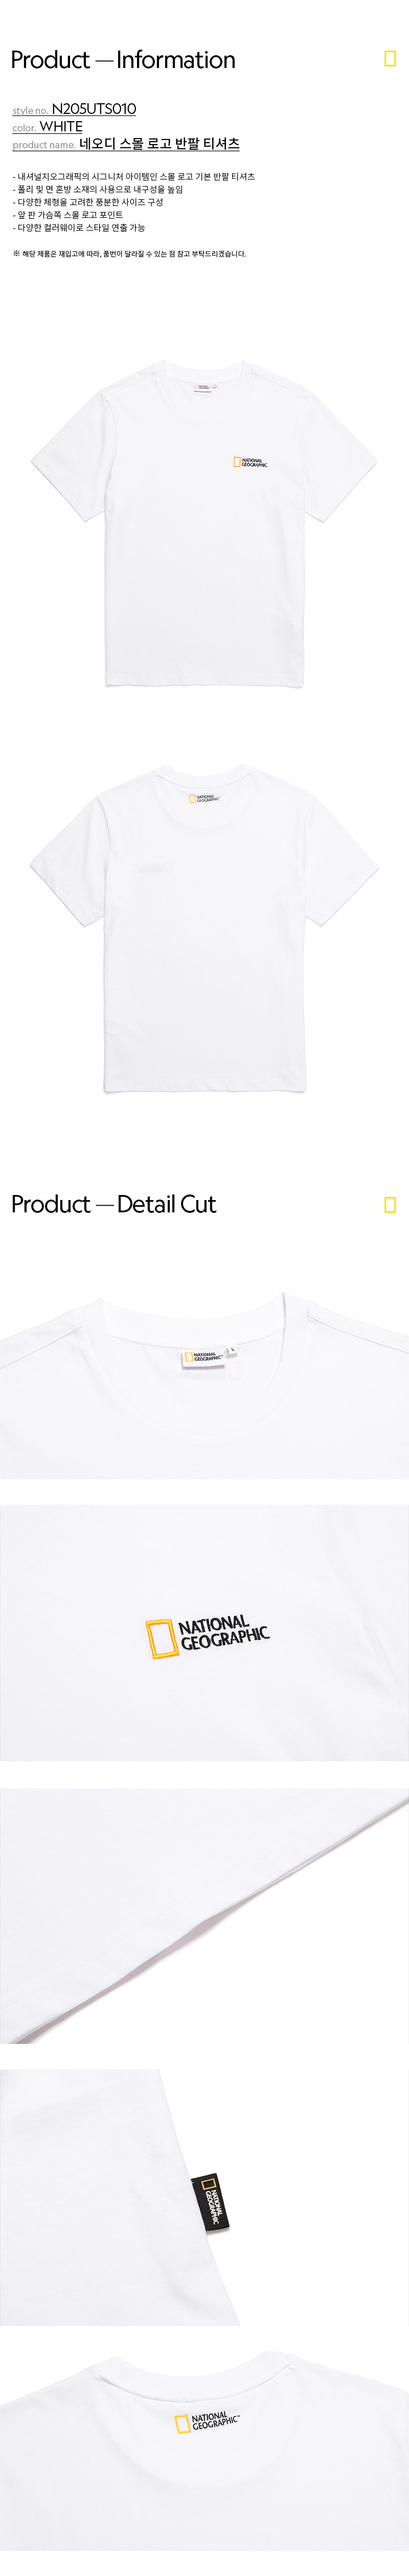 Product — Information
style no. N205UTS010
color. WHITE
product name. 네오디 스몰 로고 반팔 티셔츠
- 내셔널지오그래픽의 시그니처 아이템인 스몰 로고 기본 반팔 티셔츠
- 폴리 및 면 혼방 소재의 사용으로 내구성을 높임
- 다양한 체형을 고려한 풍분한 사이즈 구성
- 앞 판 가슴쪽 스몰 로고 포인트
- 다양한 컬러웨이로 스타일 연출 가능
※ 해당 제품은 재입고에 따라, 품번이 달라질 수 있는 점 참고 부탁드리겠습니다.
NATIONAL
GEOGRAPHIC
NATIONAL
GEOGRAPHIC
Product — Detail Cut
NATIONAL
GEOGRAPHIC™
L
NATIONAL
GEOGRAPHIC
NATIONAL
GEOGRAPHIC
NATIONAL
GEOGRAPHIC™